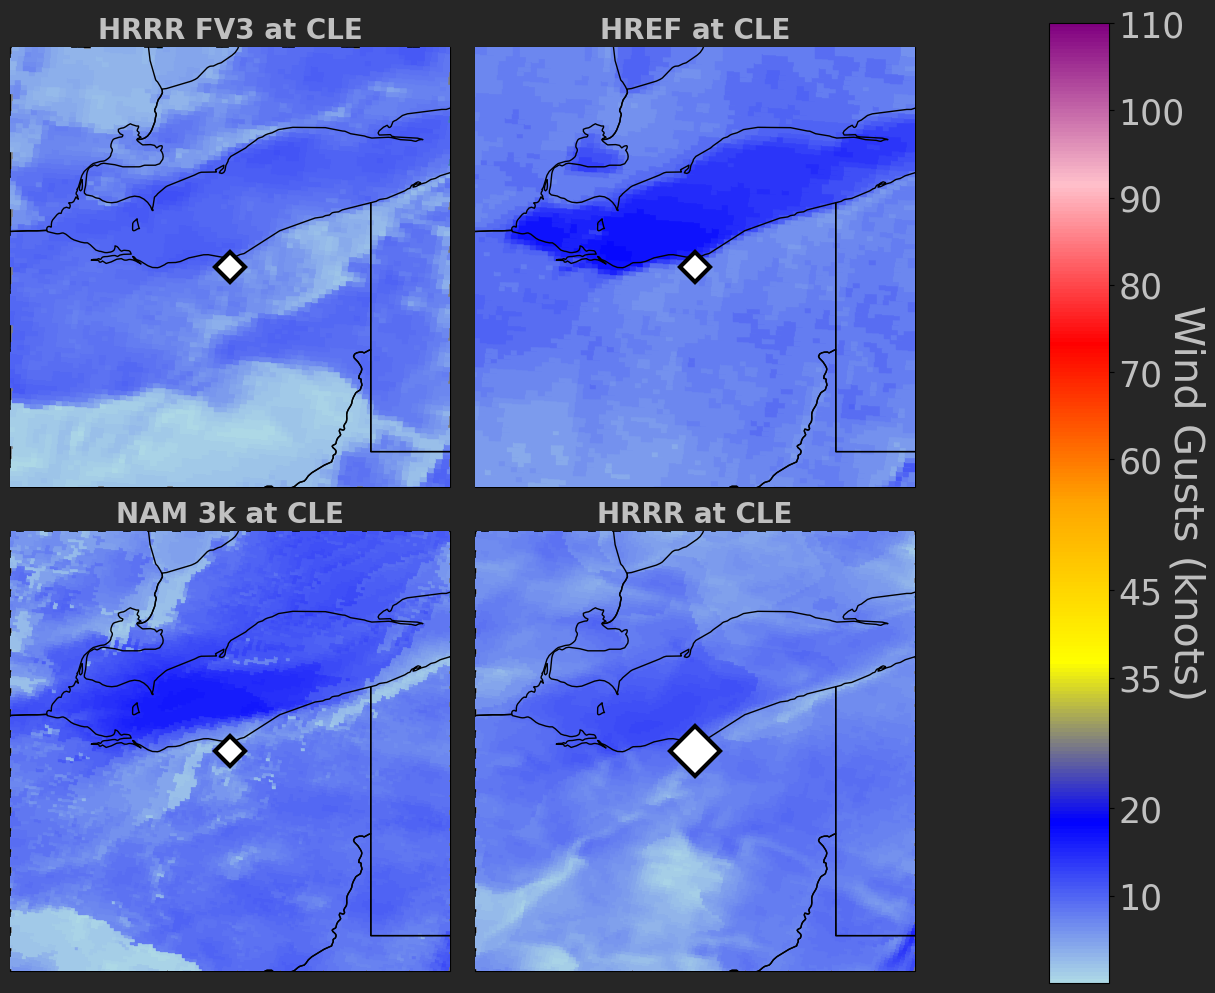 HRRR FV3 at CLE
HREF at CLE
NAM 3k at CLE
HRRR at CLE
110
100
90
80
70
60
45
35
20
10
Wind Gusts (knots)